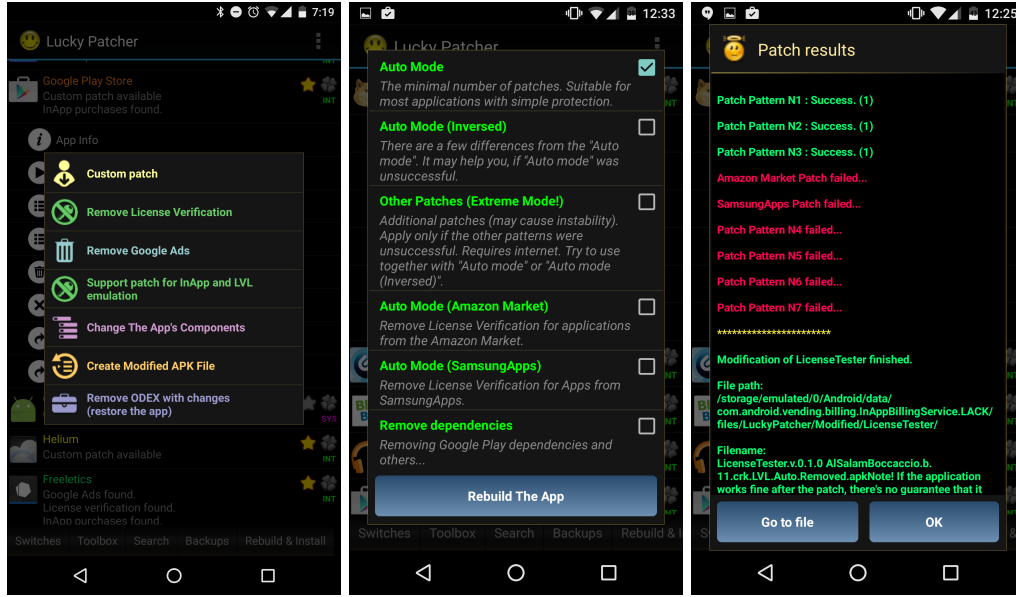 7:19
Lucky Patcher
Google Play Store
Custom patch available
InApp purchases found.
INT
App Info
Custom patch
Remove License Verification
Remove Google Ads
Support patch for InApp and LVL
emulation
Change The App's Components
Create Modified APK File
Remove ODEX with changes
(restore the app)
SYS
Helium
Custom patch available
INT
Freeletics
Google Ads found.
License verification found.
InApp purchases found.
INT
Switches Toolbox Search Backups Rebuild & Install
12:33
Lucky Patcher
Auto Mode
The minimal number of patches. Suitable for
most applications with simple protection.
Auto Mode (Inversed)
There are a few differences from the "Auto
mode". It may help you, if "Auto mode" was
unsuccessful.
Other Patches (Extreme Mode!)
Additional patches (may cause instability).
Apply only if the other patterns were
unsuccessful. Requires internet. Try to use
together with "Auto mode" or "Auto mode
(Inversed)".
Auto Mode (Amazon Market)
Remove License Verification for applications
from the Amazon Market.
Auto Mode (SamsungApps)
Remove License Verification for Apps from
SamsungApps.
Remove dependencies
Removing Google Play dependencies and
others...
Rebuild The App
Switches Toolbox Search Backups Rebuild & I
12:25
Patch results
Patch Pattern N1 : Success. (1)
Patch Pattern N2 : Success. (1)
Patch Pattern N3 : Success. (1)
Amazon Market Patch failed...
SamsungApps Patch failed...
Patch Pattern N4 failed...
Patch Pattern N5 failed...
Patch Pattern N6 failed...
Patch Pattern N7 failed...
***********************
Modification of LicenseTester finished.
File path:
/storage/emulated/0/Android/data/
com.android.vending.billing.InAppBillingService.LACK/
files/LuckyPatcher/Modified/LicenseTester/
Filename:
LicenseTester.v.0.1.0 AlSalamBoccaccio.b.
11.crk.LVL.Auto.Removed.apkNote! If the application
works fine after the patch, there's no guarantee that it
Go to file
OK